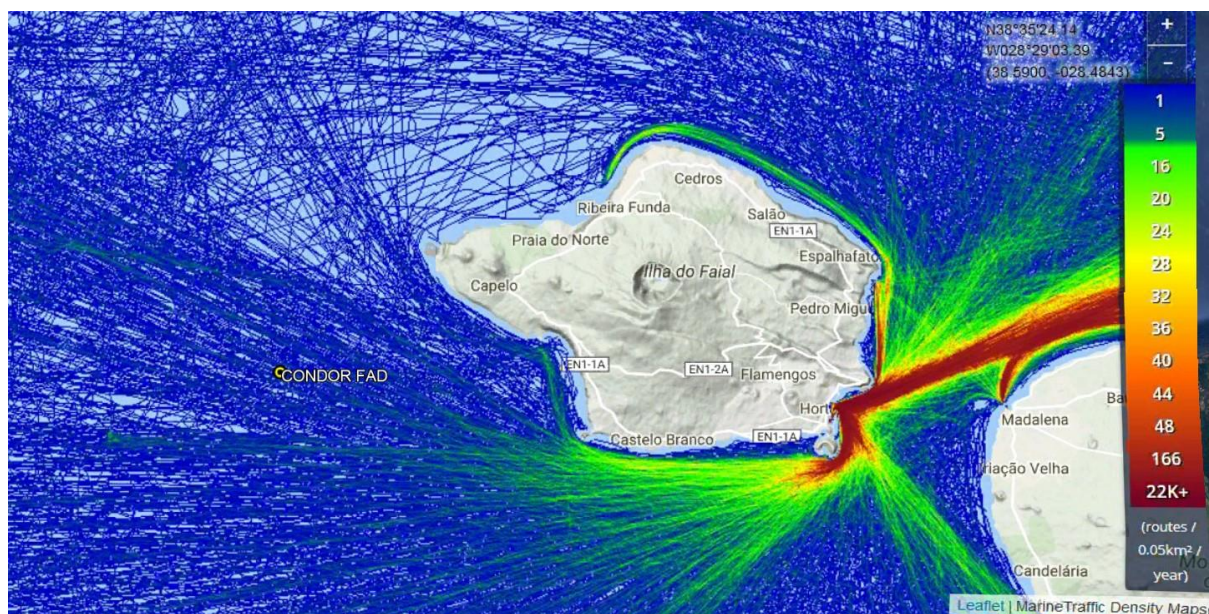 N38°35'24.14
W028°29'03.39
(38.5900, -028.4843)
+
−
1
5
16
20
24
28
32
36
40
44
48
166
22K+
(routes /
0.05km² /
year)
Cedros
Ribeira Funda
Salão
EN1-1A
Praia do Norte
Espalhafato
Ilha do Faial
Capelo
Pedro Migu
EN1-1A
EN1-2A
CONDOR FAD
Flamengos
Hort
Castelo Branco
EN1-1A
Madalena
Ba
riação Velha
Candelária
Mo
Leaflet | MarineTraffic Density Maps